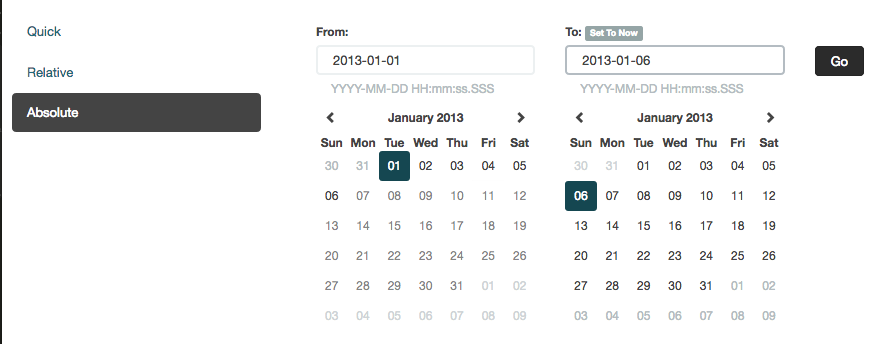 Quick
Relative
Absolute
From:
2013-01-01
YYYY-MM-DD HH:mm:ss.SSS
January 2013
Sun Mon Tue Wed Thu Fri Sat
30 31 01 02 03 04 05
06 07 08 09 10 11 12
13 14 15 16 17 18 19
20 21 22 23 24 25 26
27 28 29 30 31 01 02
03 04 05 06 07 08 09
To: Set To Now
2013-01-06
YYYY-MM-DD HH:mm:ss.SSS
January 2013
Sun Mon Tue Wed Thu Fri Sat
30 31 01 02 03 04 05
06 07 08 09 10 11 12
13 14 15 16 17 18 19
20 21 22 23 24 25 26
27 28 29 30 31 01 02
03 04 05 06 07 08 09
Go